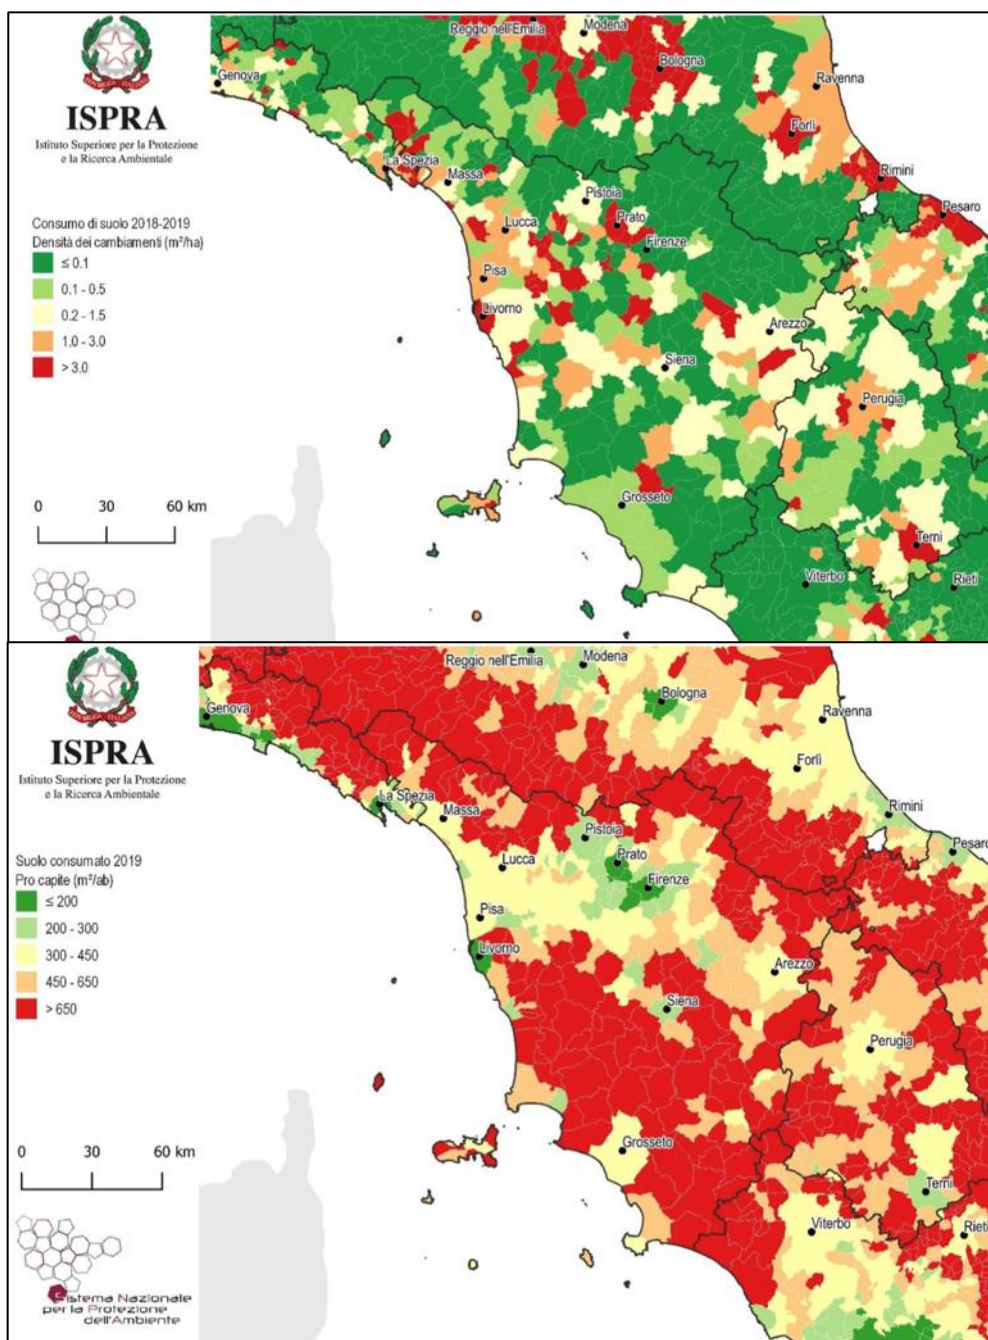 Reggio nell'Emilia
Modena
Bologna
Genova
Ravenna
ISPRA
Istituto Superiore per la Protezione
e la Ricerca Ambientale
Forlì
La Spezia
Massa
Rimini
Pistoia
Pesaro
Consumo di suolo 2018-2019
Densità dei cambiamenti (m²/ha)
≤ 0.1
0.1 - 0.5
0.2 - 1.5
1.0 - 3.0
> 3.0
Lucca
Prato
Firenze
Pisa
Livorno
Arezzo
Siena
Perugia
0 30 60 km
Grosseto
Terni
Viterbo
Rieti
Reggio nell'Emilia
Modena
Bologna
Genova
Ravenna
ISPRA
Istituto Superiore per la Protezione
e la Ricerca Ambientale
Forlì
La Spezia
Massa
Rimini
Pistoia
Pesaro
Suolo consumato 2019
Pro capite (m²/ab)
≤ 200
200 - 300
300 - 450
450 - 650
> 650
Lucca
Prato
Firenze
Pisa
Livorno
Arezzo
Siena
Perugia
0 30 60 km
Grosseto
Terni
Viterbo
Rieti
Sistema Nazionale
per la Protezione
dell'Ambiente